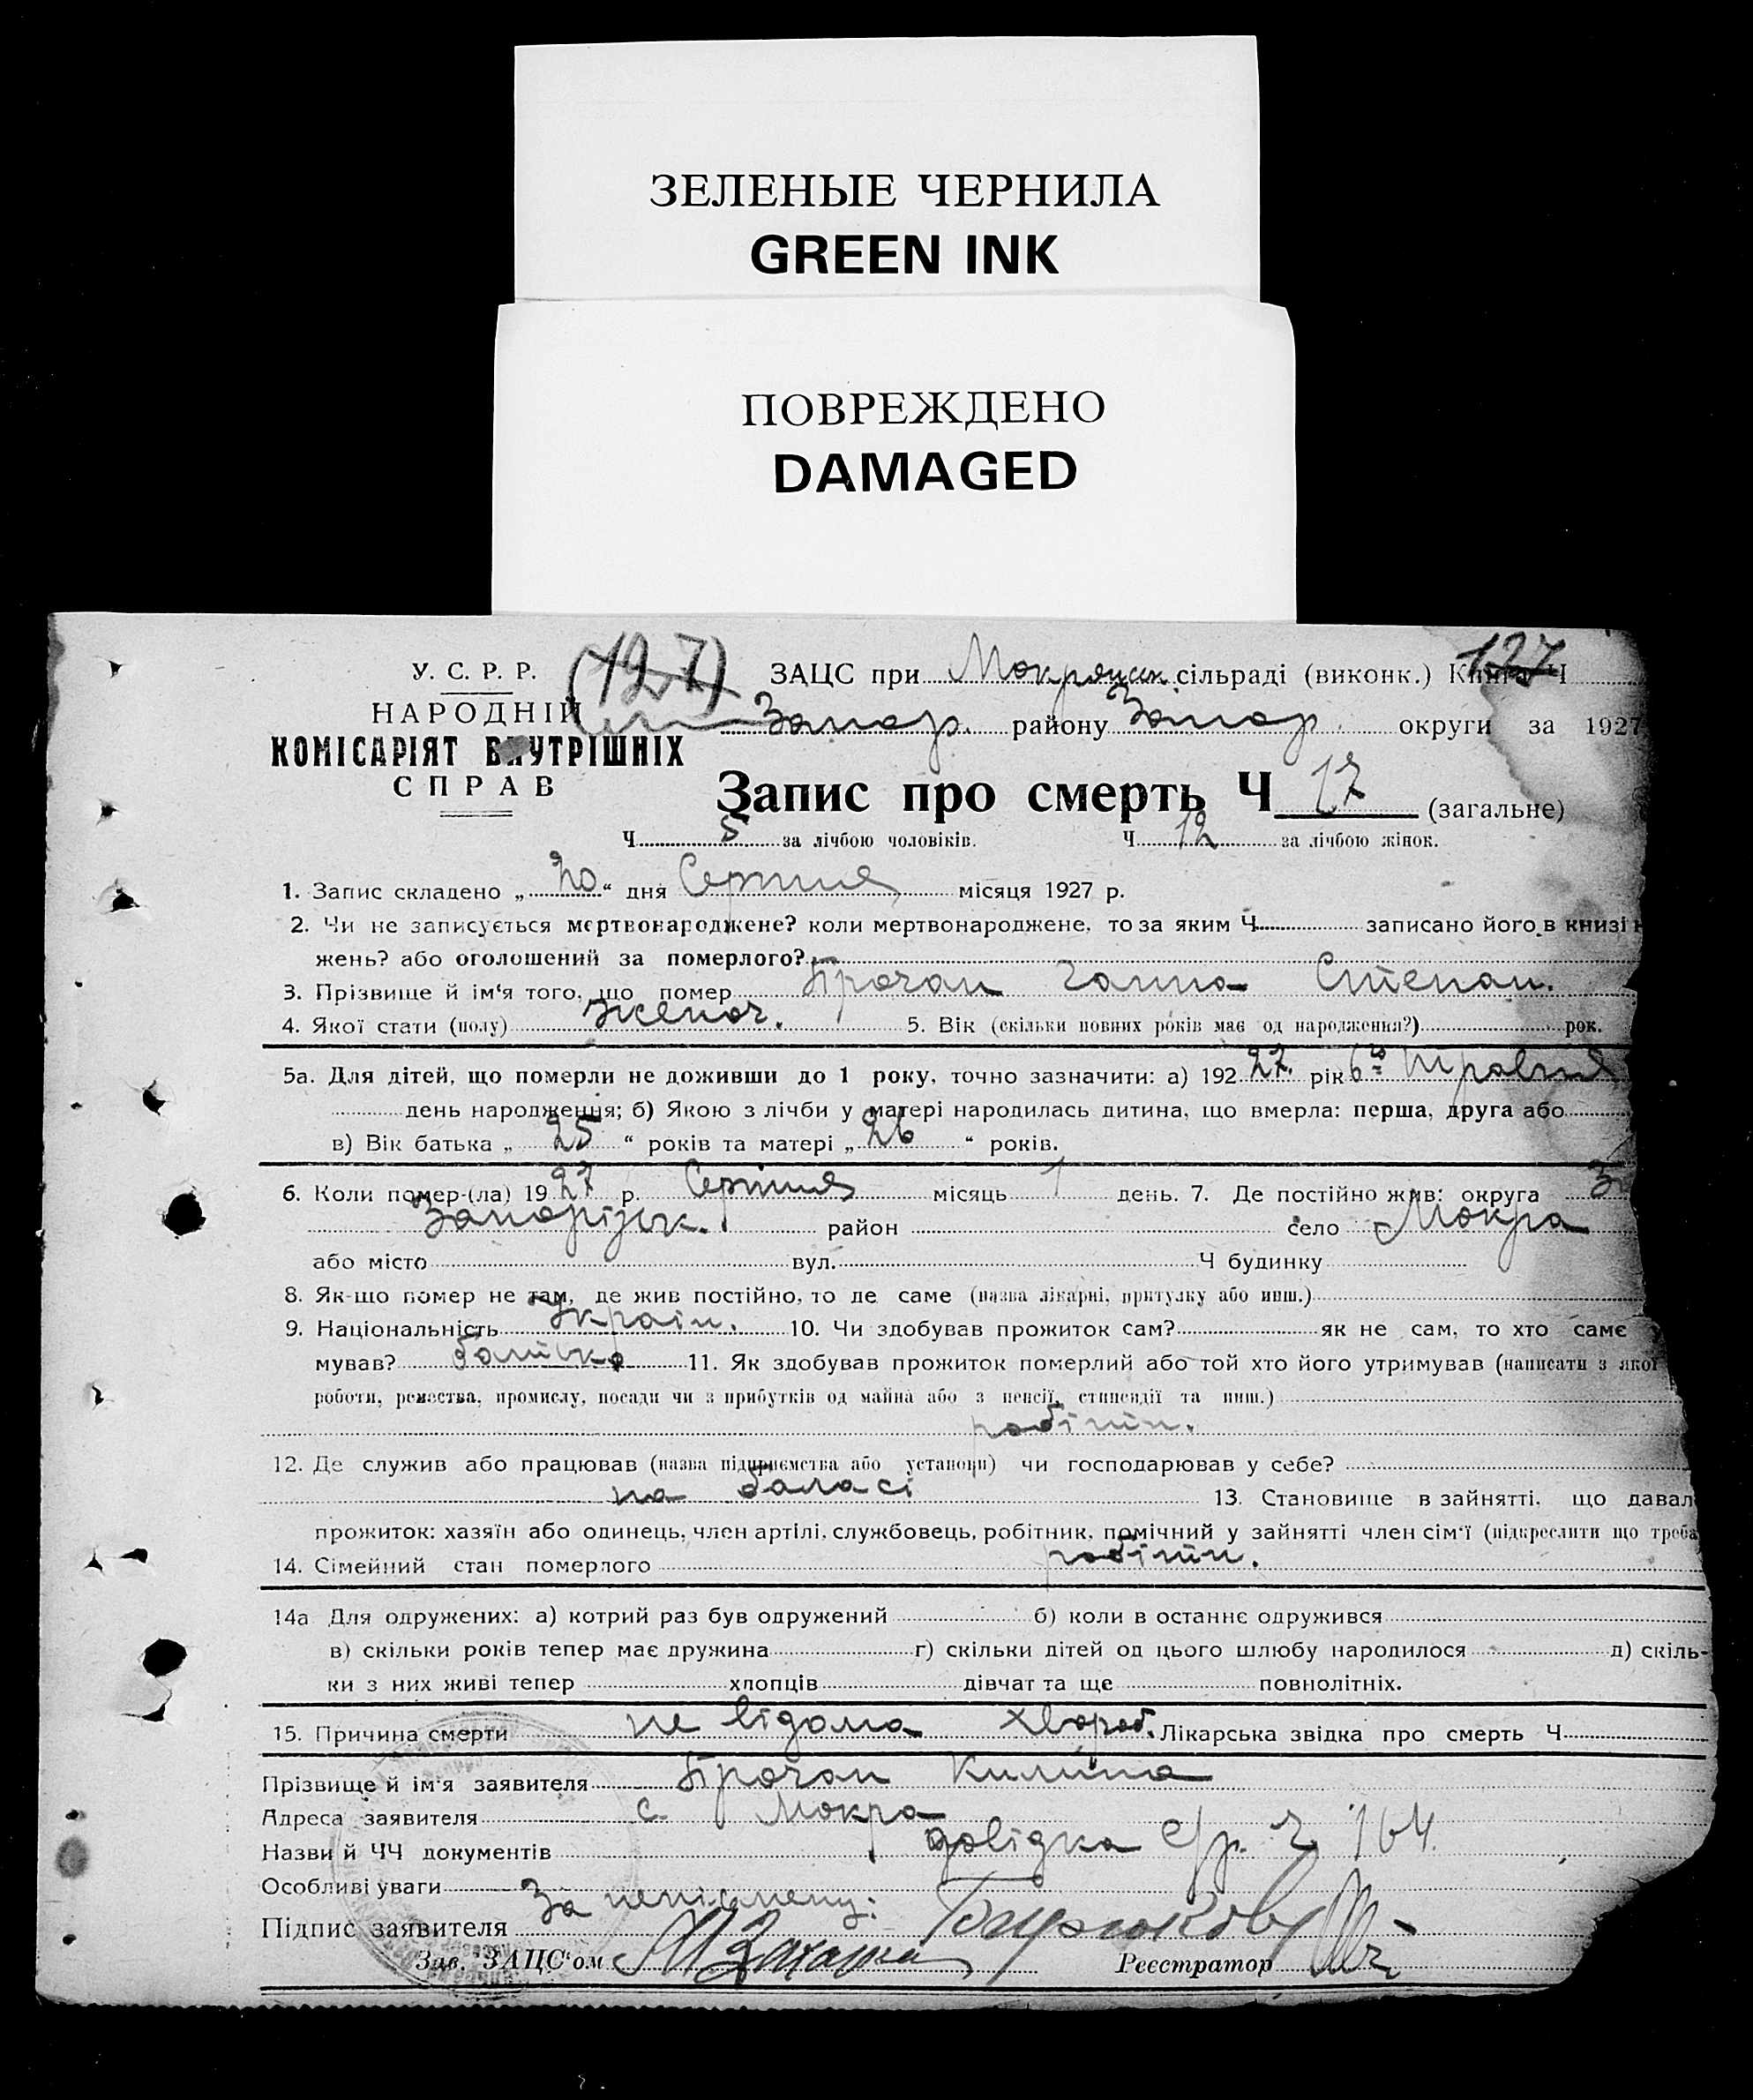 ЗЕЛЕНЫЕ ЧЕРНИЛА
GREEN INK
ПОВРЕЖДЕНО
DAMAGED
У. С. Р. Р. (127) ЗАЦС при Мокрянск сільраді (виконк.) Книга Ч 127
НАРОДНІЙ Запор. району Запор. округи за 1927
КОМІСАРІЯТ ВНУТРІШНІХ
СПРАВ
Запис про смерть Ч 17 (загальне)
Ч 5 за лічбою чоловіків. Ч 12 за лічбою жінок.
1. Запис складено „20“ дня Серпня місяця 1927 р.
2. Чи не записується мертвонароджене? коли мертвонароджене, то за яким Ч записано його в книзі
жень? або оголошений за померлого?
3. Прізвище й ім‘я того, що помер Прочан Ганна Степан.
4. Якої стати (полу) Жіноч. 5. Вік (скільки повних років має од народження?) рок.
5а. Для дітей, що померли не доживши до 1 року, точно зазначити: а) 1927 рік 6го травня
день народження; б) Якою з лічби у матері народилась дитина, що вмерла: перша, друга або
в) Вік батька „25“ років та матері „26“ років.
6. Коли помер-(ла) 1927 р. Серпня місяць 1 день. 7. Де постійно жив: округа
Запоріжк. район село Мокра
або місто вул. Ч будинку
8. Як-що помер не там, де жив постійно, то де саме (назва лікарні, притулку або инш.)
9. Національність Україн. 10. Чи здобував прожиток сам? як не сам, то хто саме
мував? батько 11. Як здобував прожиток померлий або той хто його утримував (написати з якої
роботи, ремества, промислу, посади чи з прибутків од майна або з пенсії, стипендії та инш.)
робітн.
12. Де служив або працював (назва підприємства або установи) чи господарював у себе?
на баласі 13. Становище в зайнятті, що давал
прожиток: хазяїн або одинець, член артілі, службовець, робітник, помічний у зайнятті член сім‘ї (підкреслити що треба
робітн.
14. Сімейний стан померлого
14а Для одружених: а) котрий раз був одружений б) коли в останнє одружився
в) скільки років тепер має дружина г) скільки дітей од цього шлюбу народилося д) скіль-
ки з них живі тепер хлопців дівчат та ще повнолітніх.
15. Причина смерти не відома хвороб. Лікарська звідка про смерть Ч
Прізвище й ім‘я заявителя Прочан Килина
Адреса заявителя с. Мокра
Назви й ЧЧ документів довідка с/р. Ч 164.
Особливі уваги
Підпис заявителя За неписмену:
Зав. ЗАЦС‘ом Реєстратор